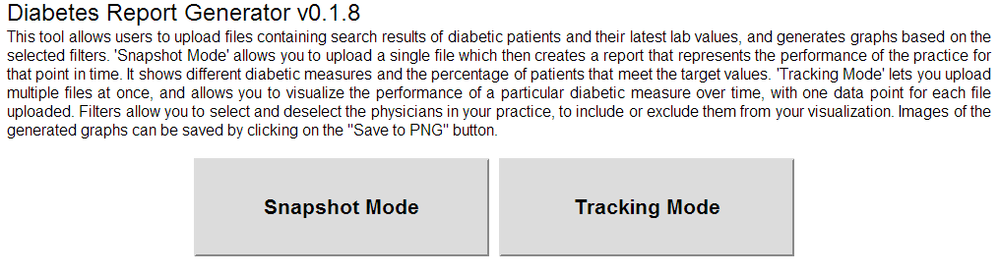 Diabetes Report Generator v0.1.8
This tool allows users to upload files containing search results of diabetic patients and their latest lab values, and generates graphs based on the
selected filters. 'Snapshot Mode' allows you to upload a single file which then creates a report that represents the performance of the practice for
that point in time. It shows different diabetic measures and the percentage of patients that meet the target values. 'Tracking Mode' lets you upload
multiple files at once, and allows you to visualize the performance of a particular diabetic measure over time, with one data point for each file
uploaded. Filters allow you to select and deselect the physicians in your practice, to include or exclude them from your visualization. Images of the
generated graphs can be saved by clicking on the "Save to PNG" button.
Snapshot Mode
Tracking Mode